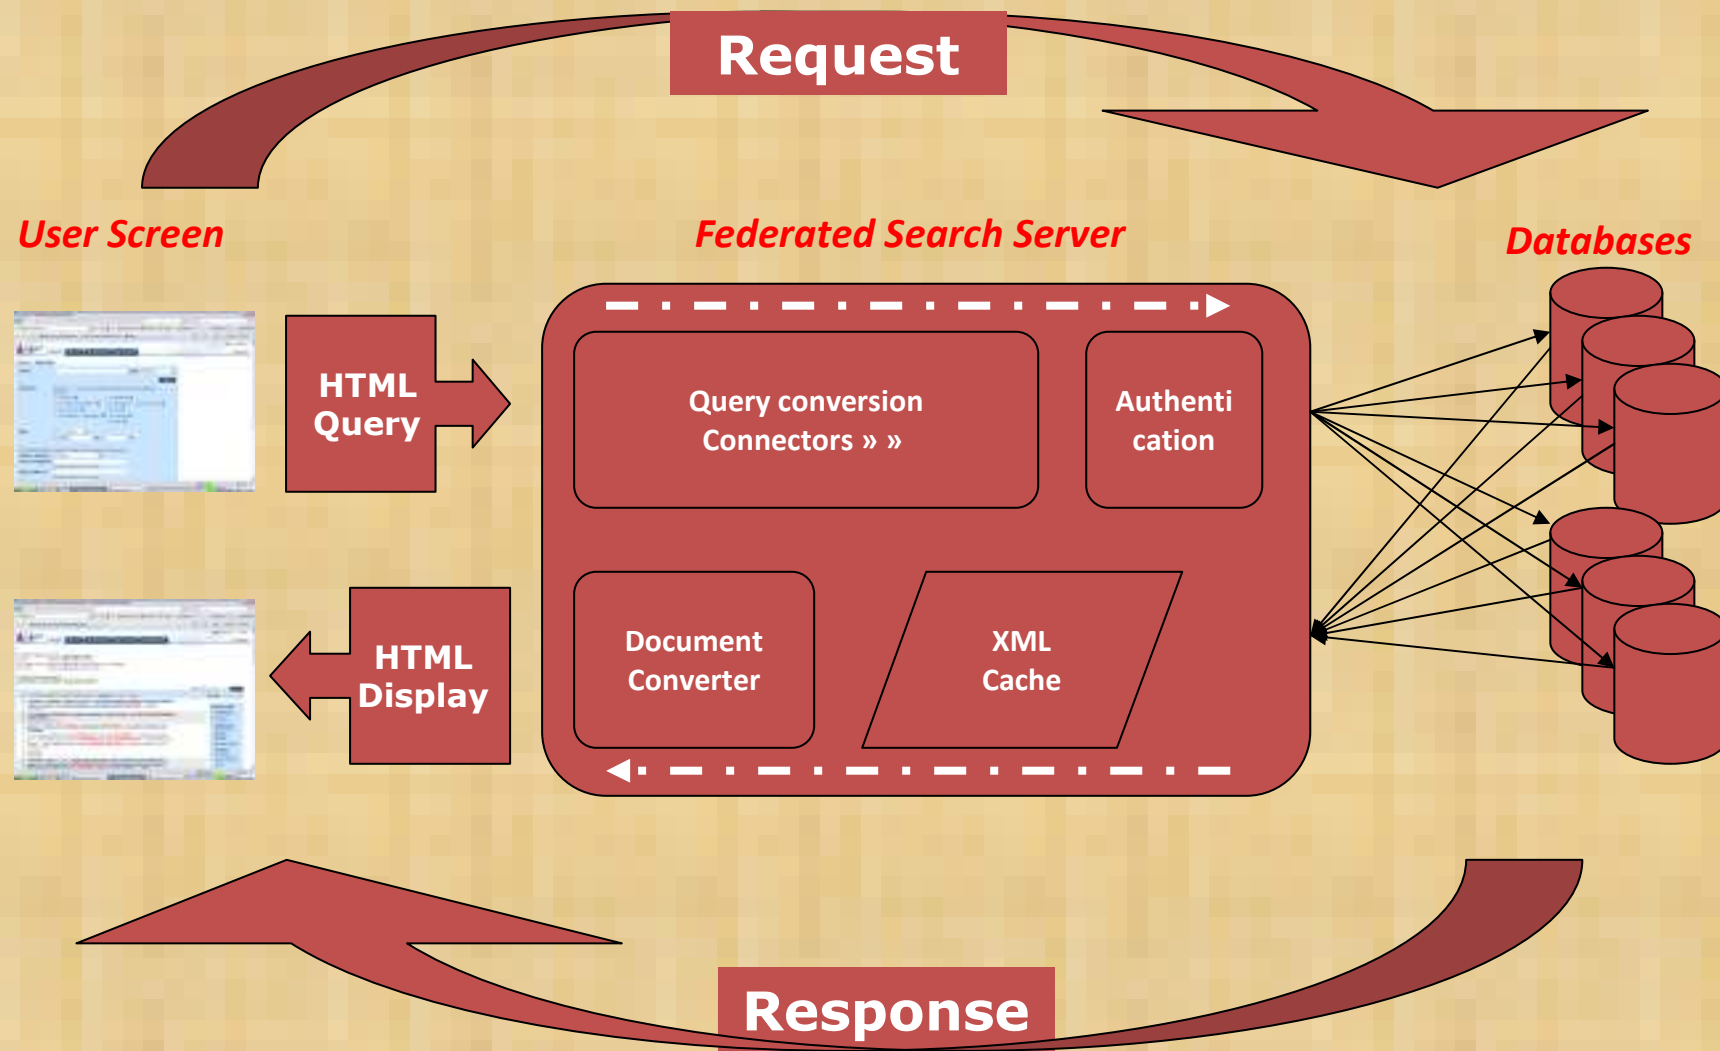 Request
User Screen
Federated Search Server
Databases
HTML
Query
Query conversion
Connectors » »
Authenti
cation
HTML
Display
Document
Converter
XML
Cache
Response